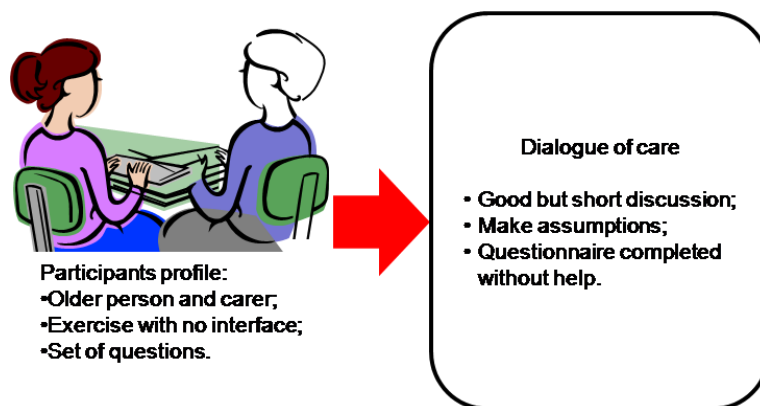 Participants profile:
•Older person and carer;
•Exercise with no interface;
•Set of questions.
Dialogue of care
• Good but short discussion;
• Make assumptions;
• Questionnaire completed
without help.